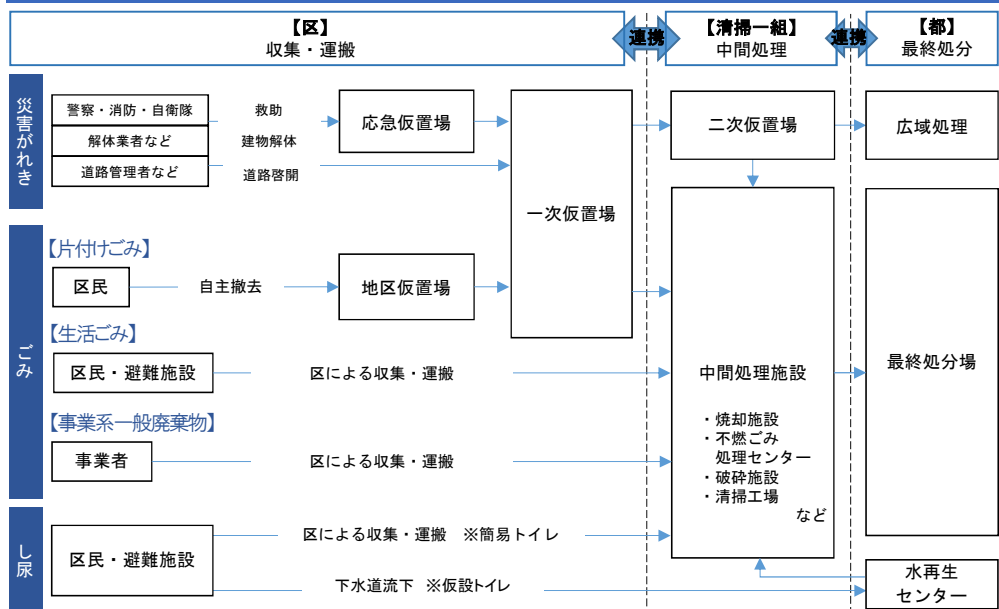 【区】
収集・運搬
連携
【清掃一組】
中間処理
連携
【都】
最終処分
災害がれき
警察・消防・自衛隊
救助
解体業者など
建物解体
道路管理者など
道路啓開
応急仮置場
一次仮置場
二次仮置場
広域処理
ごみ
【片付けごみ】
区民
自主撤去
地区仮置場
【生活ごみ】
区民・避難施設
区による収集・運搬
【事業系一般廃棄物】
事業者
区による収集・運搬
中間処理施設
・焼却施設
・不燃ごみ
処理センター
・破砕施設
・清掃工場
など
最終処分場
し尿
区民・避難施設
区による収集・運搬 ※簡易トイレ
下水道流下 ※仮設トイレ
水再生
センター